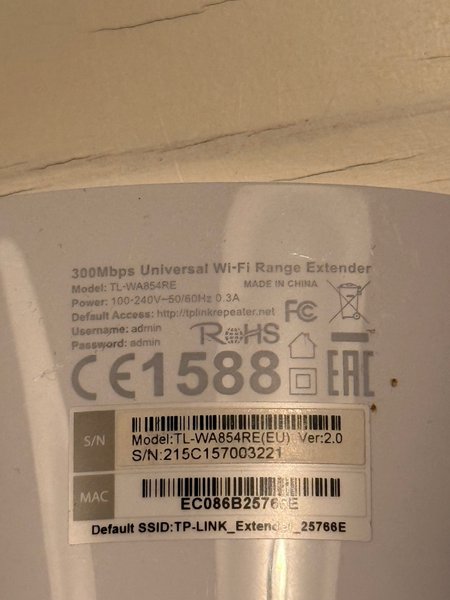 300Mbps Universal Wi-Fi Range Extender
Model: TL-WA854RE MADE IN CHINA
Power: 100-240V~50/60Hz 0.3A
Default Access: http://tplinkrepeater.net
Username: admin
Password: admin
FC
RoHS
CE1588
EAC
S/N
Model:TL-WA854RE(EU) Ver:2.0
S/N:215C157003221
MAC
Default SSID:TP-LINK_Extender_25766E